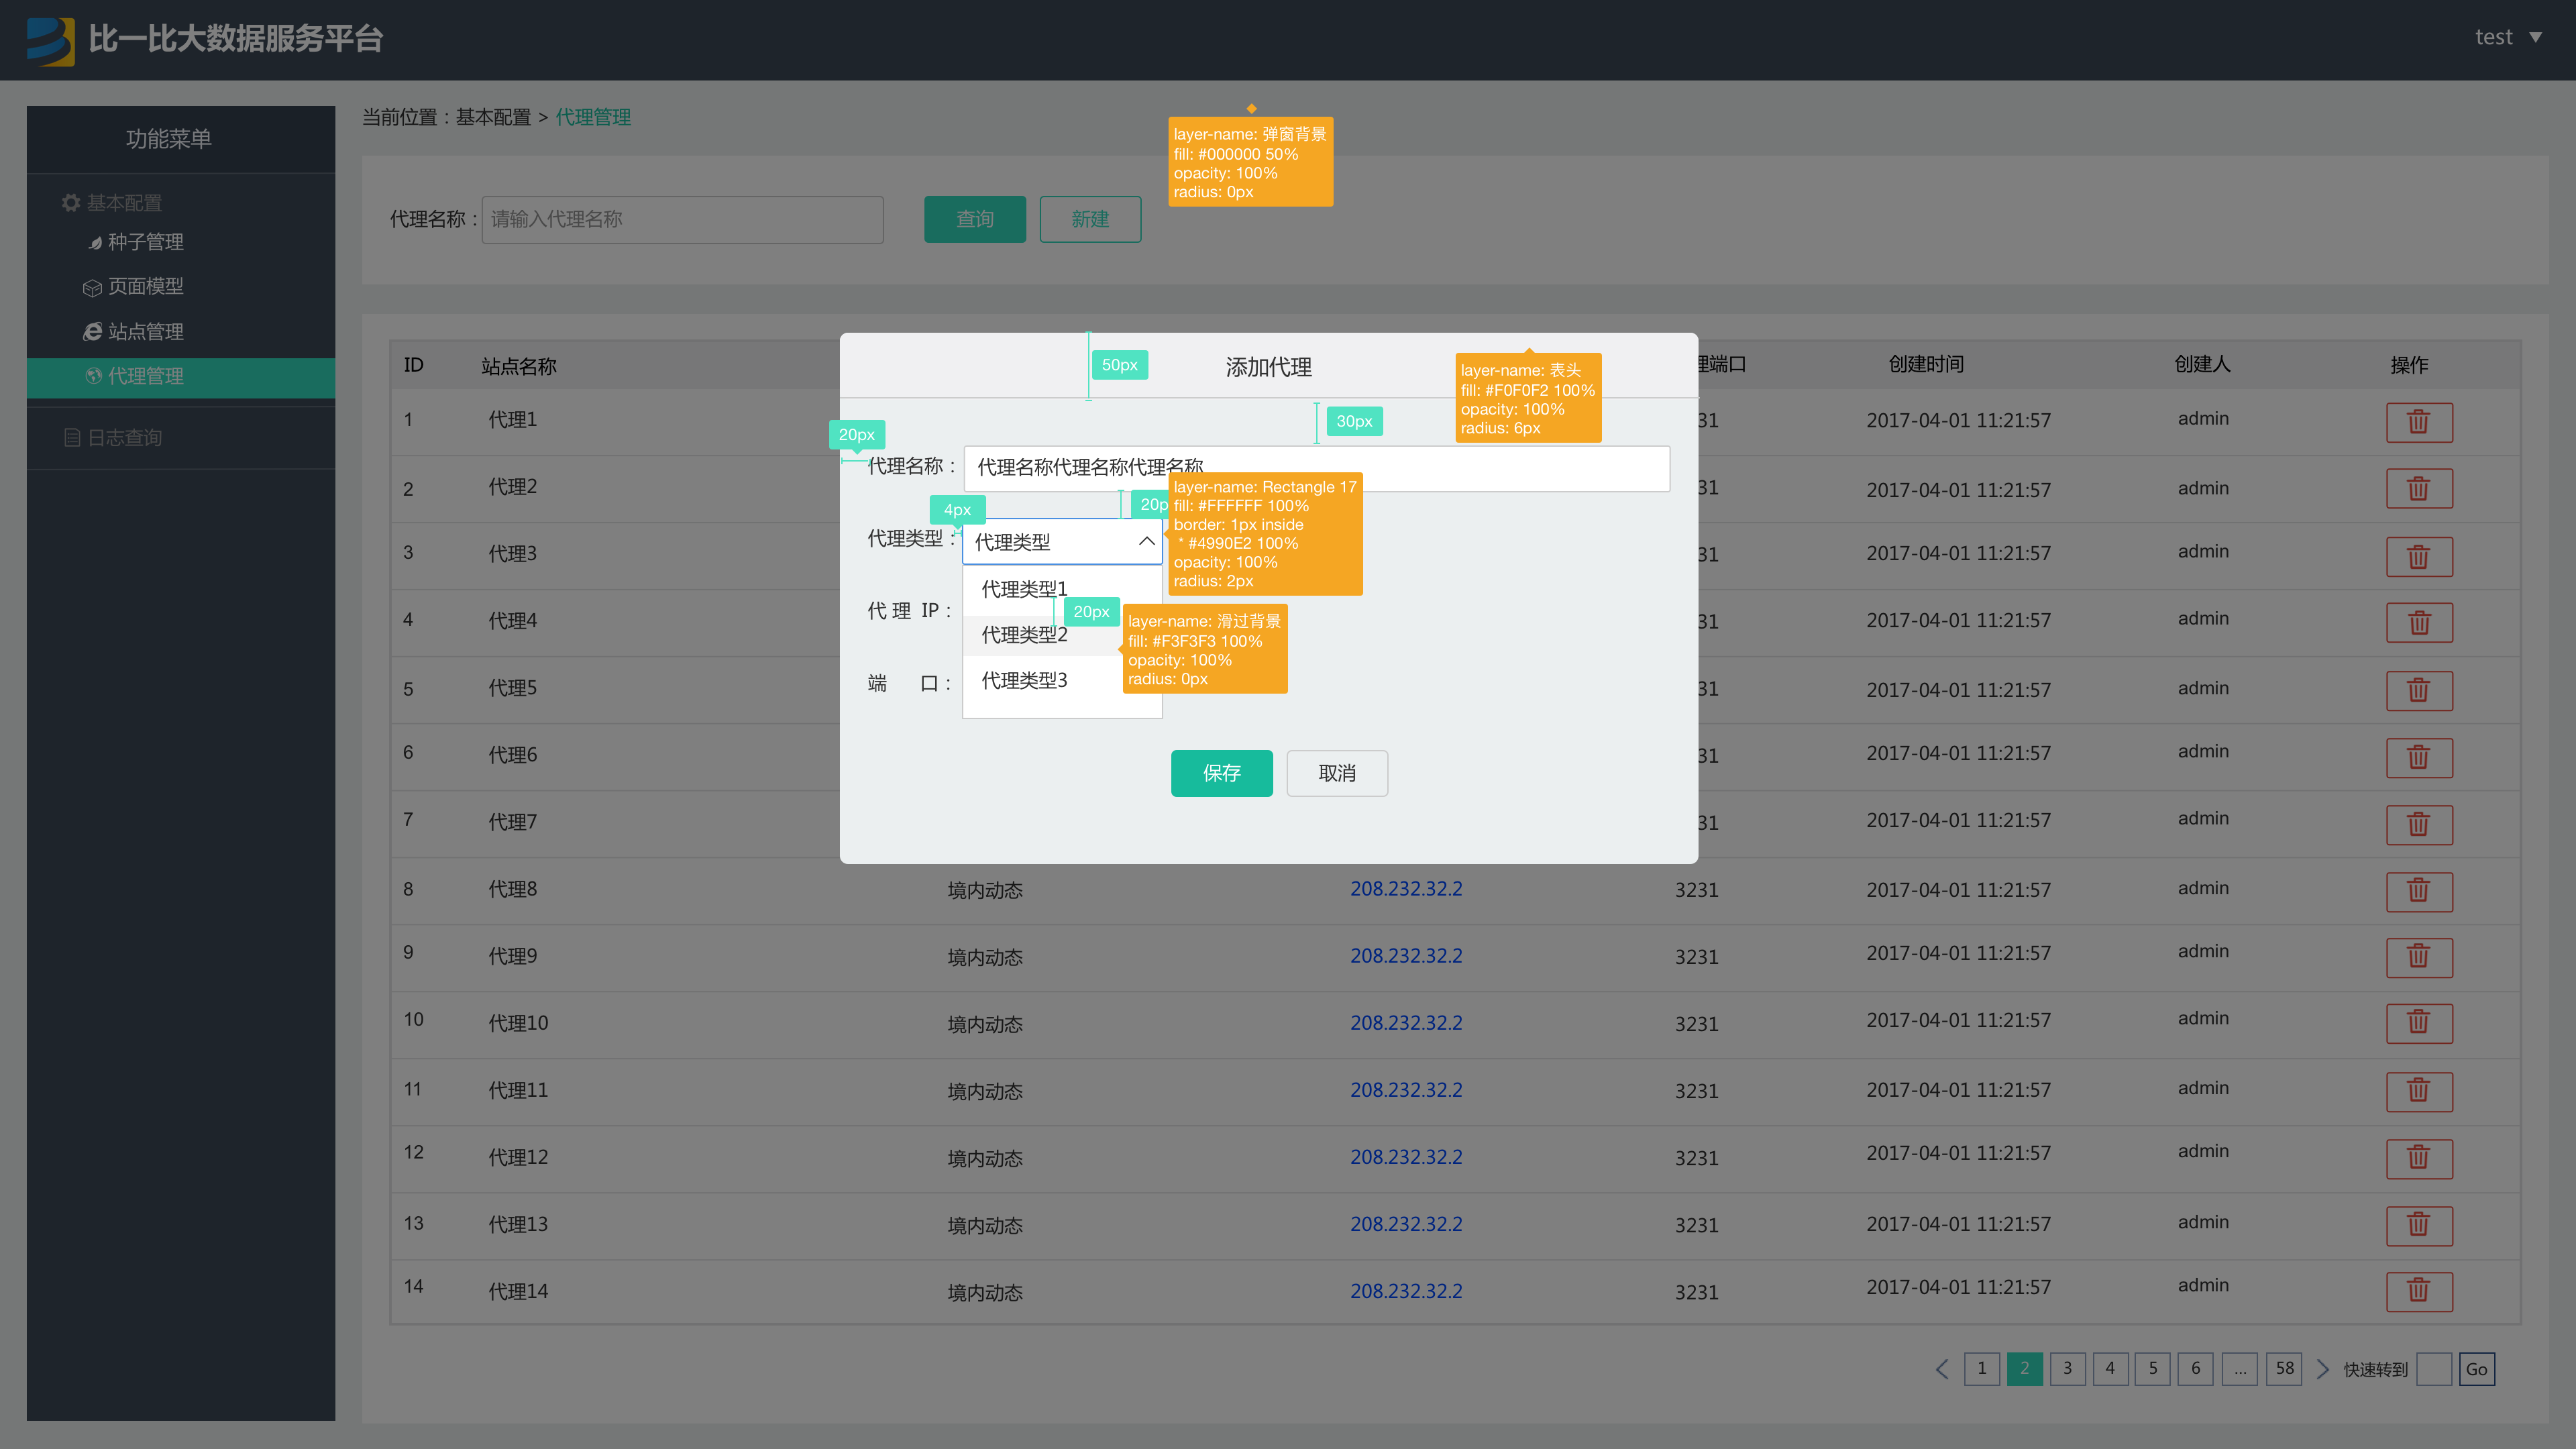 比一比大数据服务平台
test
功能菜单
基本配置
种子管理
页面模型
站点管理
代理管理
日志查询
当前位置：基本配置 > 代理管理
代理名称：
请输入代理名称
查询
新建
layer-name: 弹窗背景
fill: #000000 50%
opacity: 100%
radius: 0px
添加代理
50px
30px
layer-name: 表头
fill: #F0F0F2 100%
opacity: 100%
radius: 6px
20px
代理名称：
代理名称代理名称代理名称
4px
20p
layer-name: Rectangle 17
fill: #FFFFFF 100%
border: 1px inside
* #4990E2 100%
opacity: 100%
radius: 2px
代理类型：
代理类型
代理类型1
代理类型2
代理类型3
20px
layer-name: 滑过背景
fill: #F3F3F3 100%
opacity: 100%
radius: 0px
代 理 IP：
端 口：
保存
取消
ID 站点名称 理端口 创建时间 创建人 操作
1 代理1 31 2017-04-01 11:21:57 admin
2 代理2 31 2017-04-01 11:21:57 admin
3 代理3 31 2017-04-01 11:21:57 admin
4 代理4 31 2017-04-01 11:21:57 admin
5 代理5 31 2017-04-01 11:21:57 admin
6 代理6 31 2017-04-01 11:21:57 admin
7 代理7 31 2017-04-01 11:21:57 admin
8 代理8 境内动态 208.232.32.2 3231 2017-04-01 11:21:57 admin
9 代理9 境内动态 208.232.32.2 3231 2017-04-01 11:21:57 admin
10 代理10 境内动态 208.232.32.2 3231 2017-04-01 11:21:57 admin
11 代理11 境内动态 208.232.32.2 3231 2017-04-01 11:21:57 admin
12 代理12 境内动态 208.232.32.2 3231 2017-04-01 11:21:57 admin
13 代理13 境内动态 208.232.32.2 3231 2017-04-01 11:21:57 admin
14 代理14 境内动态 208.232.32.2 3231 2017-04-01 11:21:57 admin
1 2 3 4 5 6 ... 58 快速转到 Go